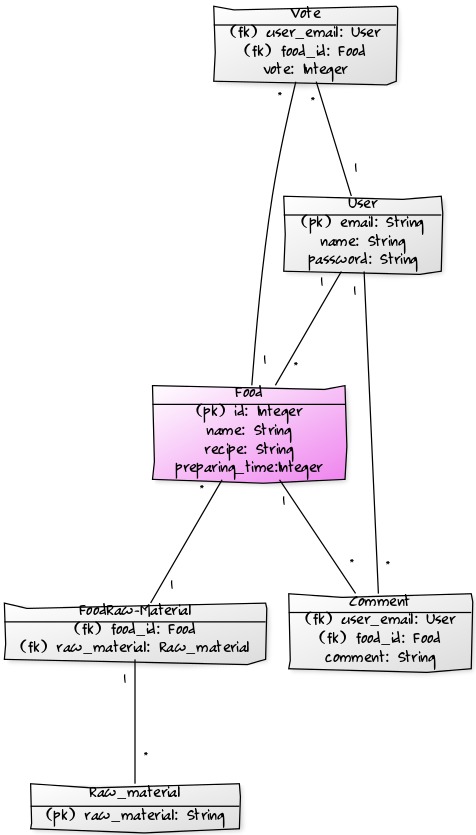 Vote
(fk) user_email: User
(fk) food_id: Food
vote: Integer
*
*
1
User
(pk) email: String
name: String
password: String
1
1
1
*
Food
(pk) id: Integer
name: String
recipe: String
preparing_time:Integer
*
1
*
*
1
FoodRaw-Material
(fk) food_id: Food
(fk) raw_material: Raw_material
Comment
(fk) user_email: User
(fk) food_id: Food
comment: String
1
*
Raw_material
(pk) raw_material: String